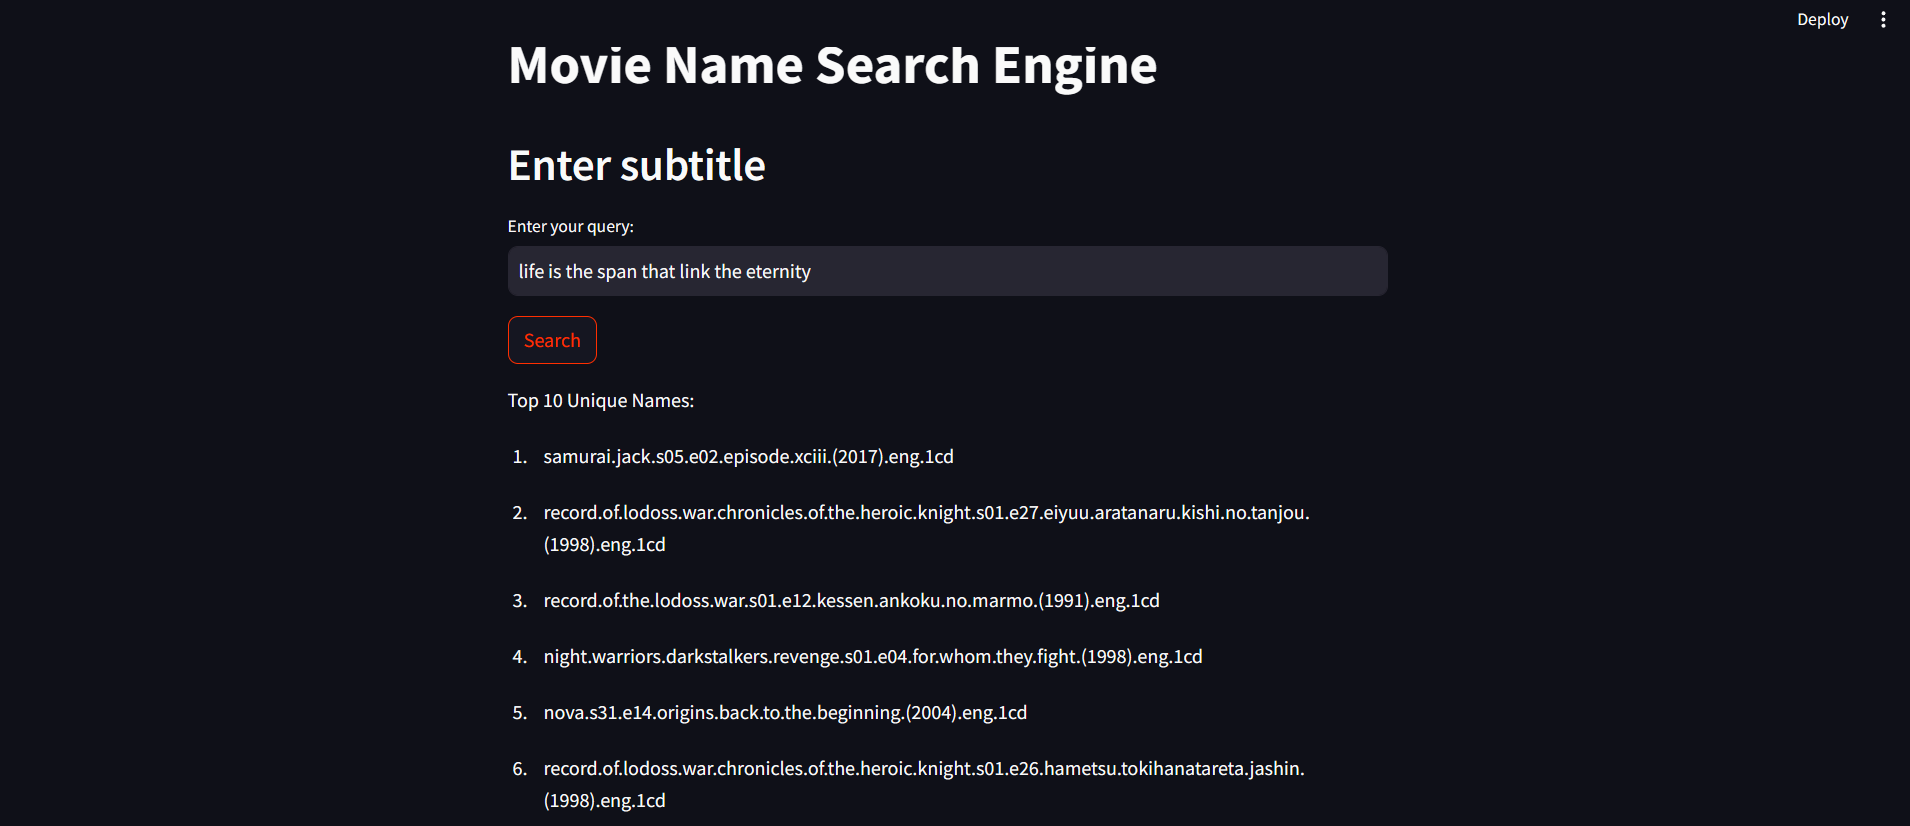 Deploy
Movie Name Search Engine
Enter subtitle
Enter your query:
life is the span that link the eternity
Search
Top 10 Unique Names:
1. samurai.jack.s05.e02.episode.xciii.(2017).eng.1cd
2. record.of.lodoss.war.chronicles.of.the.heroic.knight.s01.e27.eiyuu.aratanaru.kishi.no.tanjou.
(1998).eng.1cd
3. record.of.the.lodoss.war.s01.e12.kessen.ankoku.no.marmo.(1991).eng.1cd
4. night.warriors.darkstalkers.revenge.s01.e04.for.whom.they.fight.(1998).eng.1cd
5. nova.s31.e14.origins.back.to.the.beginning.(2004).eng.1cd
6. record.of.lodoss.war.chronicles.of.the.heroic.knight.s01.e26.hametsu.tokihanatareta.jashin.
(1998).eng.1cd